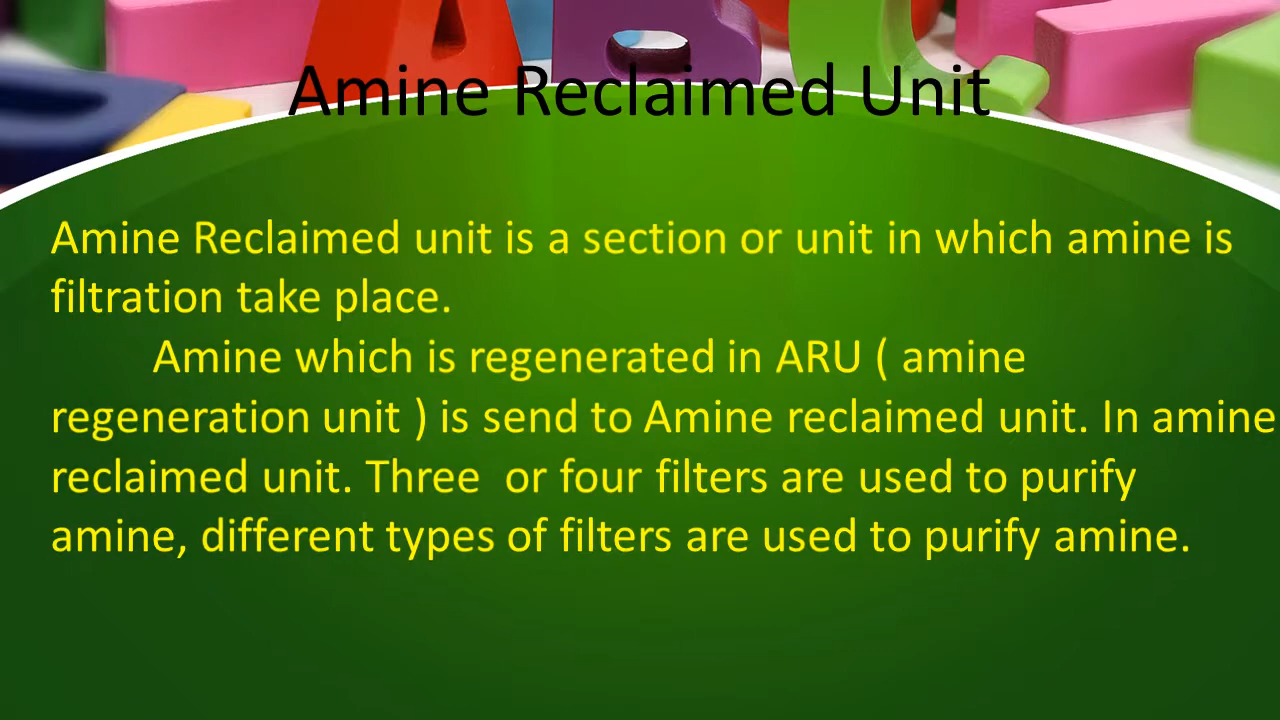 Amine Reclaimed Unit
Amine Reclaimed unit is a section or unit in which amine is
filtration take place.
Amine which is regenerated in ARU ( amine
regeneration unit ) is send to Amine reclaimed unit. In amine
reclaimed unit. Three  or four filters are used to purify
amine, different types of filters are used to purify amine.